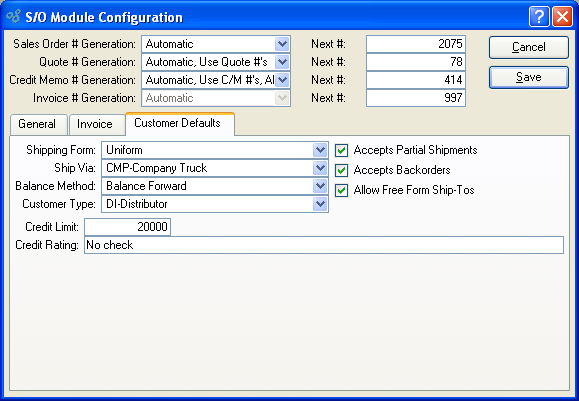 S/O Module Configuration
Sales Order # Generation: Automatic Next #: 2075 Cancel
Quote # Generation: Automatic, Use Quote #'s Next #: 78
Credit Memo # Generation: Automatic, Use C/M #'s, Al Next #: 414 Save
Invoice # Generation: Automatic Next #: 997
General Invoice Customer Defaults
Shipping Form: Uniform Accepts Partial Shipments
Ship Via: CMP-Company Truck Accepts Backorders
Balance Method: Balance Forward Allow Free Form Ship-Tos
Customer Type: DI-Distributor
Credit Limit: 20000
Credit Rating: No check